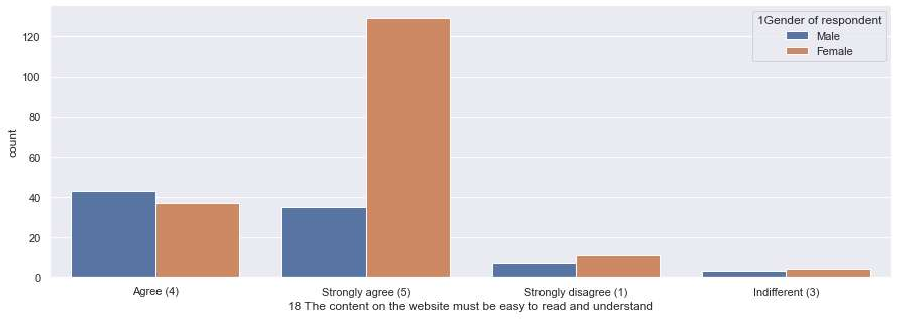 1Gender of respondent
Male
Female
count
120
100
80
60
40
20
0
Agree (4) Strongly agree (5) Strongly disagree (1) Indifferent (3)
18 The content on the website must be easy to read and understand